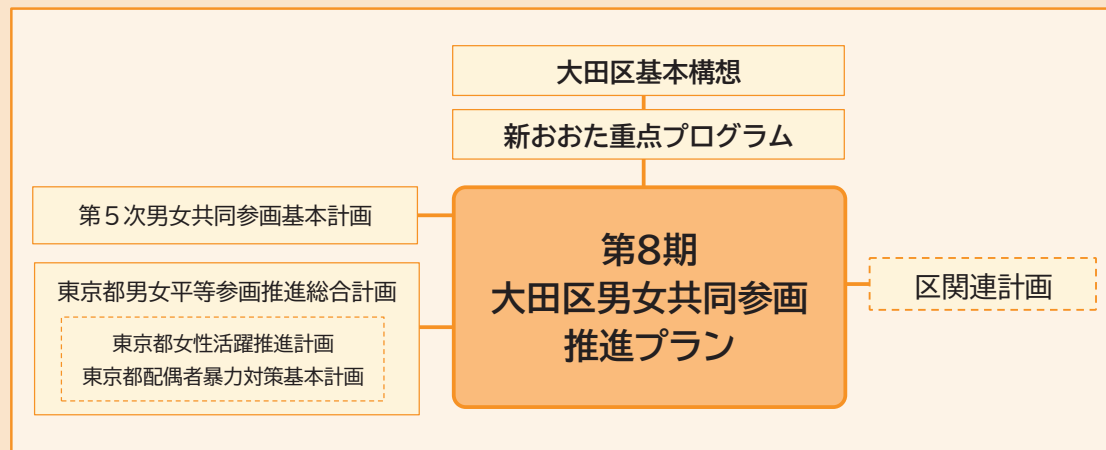 大田区基本構想
新おおた重点プログラム
第５次男女共同参画基本計画
東京都男女平等参画推進総合計画
東京都女性活躍推進計画
東京都配偶者暴力対策基本計画
第8期
大田区男女共同参画
推進プラン
区関連計画